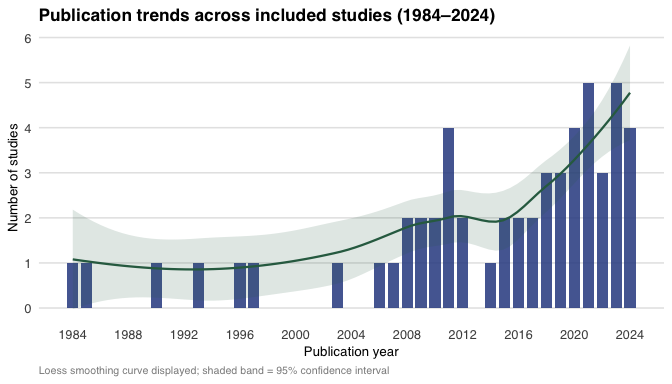 Publication trends across included studies (1984–2024)
6
5
4
3
2
1
0
Number of studies
1984 1988 1992 1996 2000 2004 2008 2012 2016 2020 2024
Publication year
Loess smoothing curve displayed; shaded band = 95% confidence interval